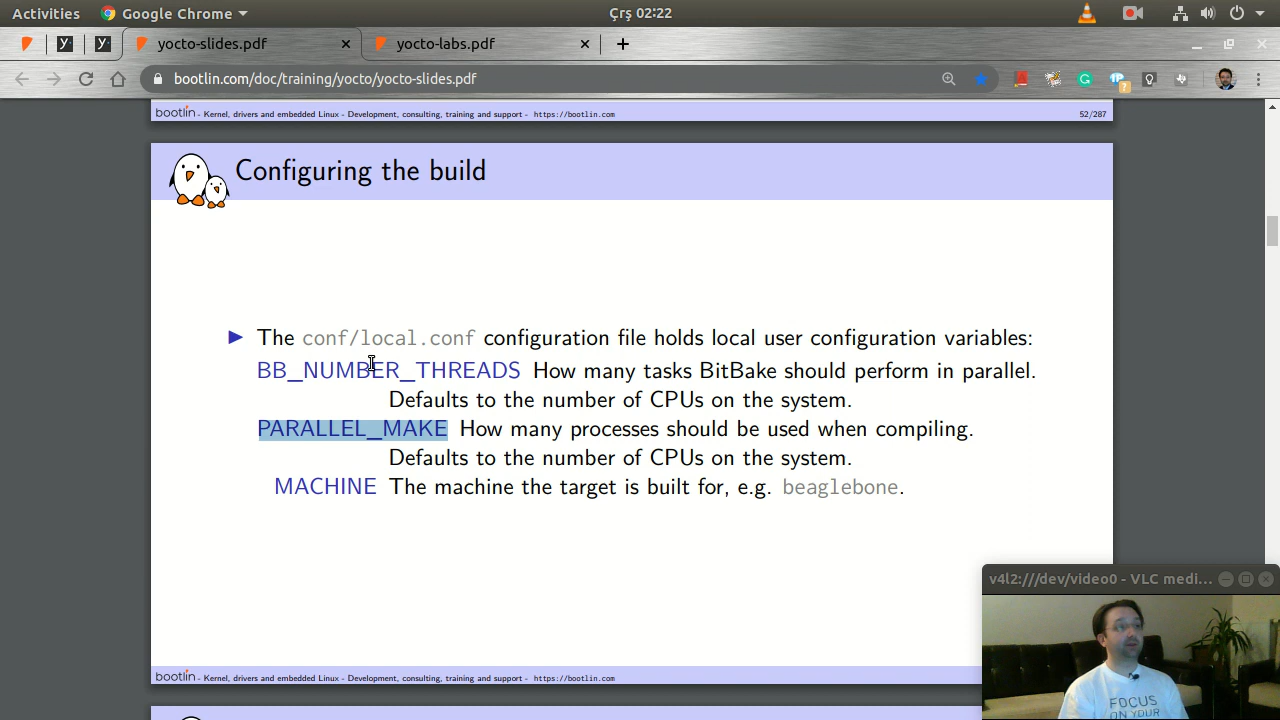 Activities
Google Chrome
Çrş 02:22
yocto-slides.pdf
yocto-labs.pdf
bootlin.com/doc/training/yocto/yocto-slides.pdf
bootlin - Kernel, drivers and embedded Linux - Development, consulting, training and support - https://bootlin.com
52/287
Configuring the build
The conf/local.conf configuration file holds local user configuration variables:
BB_NUMBER_THREADS How many tasks BitBake should perform in parallel.
Defaults to the number of CPUs on the system.
PARALLEL_MAKE How many processes should be used when compiling.
Defaults to the number of CPUs on the system.
MACHINE The machine the target is built for, e.g. beaglebone.
bootlin - Kernel, drivers and embedded Linux - Development, consulting, training and support - https://bootlin.com
v4l2:///dev/video0 - VLC medi...
FOCUS
ON YOUR